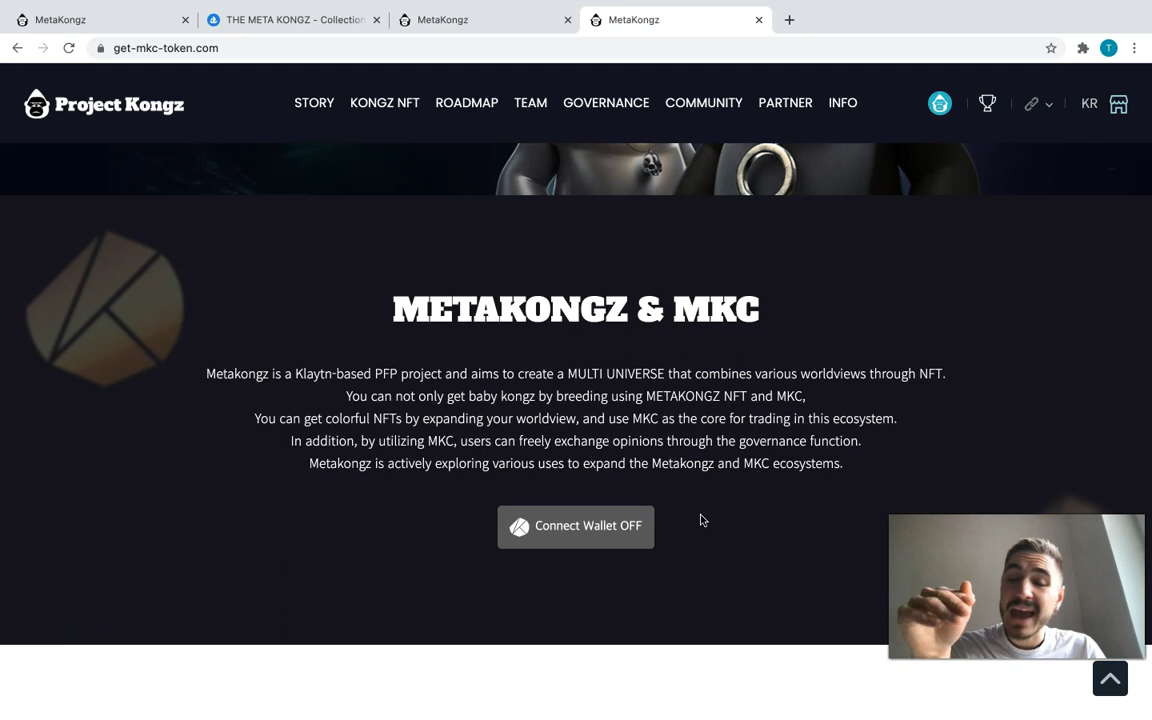 MetaKongz
THE META KONGZ - Collection
MetaKongz
MetaKongz
get-mkc-token.com
T
Project Kongz
STORY
KONGZ NFT
ROADMAP
TEAM
GOVERNANCE
COMMUNITY
PARTNER
INFO
KR
METAKONGZ & MKC
Metakongz is a Klaytn-based PFP project and aims to create a MULTI UNIVERSE that combines various worldviews through NFT.
You can not only get baby kongz by breeding using METAKONGZ NFT and MKC,
You can get colorful NFTs by expanding your worldview, and use MKC as the core for trading in this ecosystem.
In addition, by utilizing MKC, users can freely exchange opinions through the governance function.
Metakongz is actively exploring various uses to expand the Metakongz and MKC ecosystems.
Connect Wallet OFF